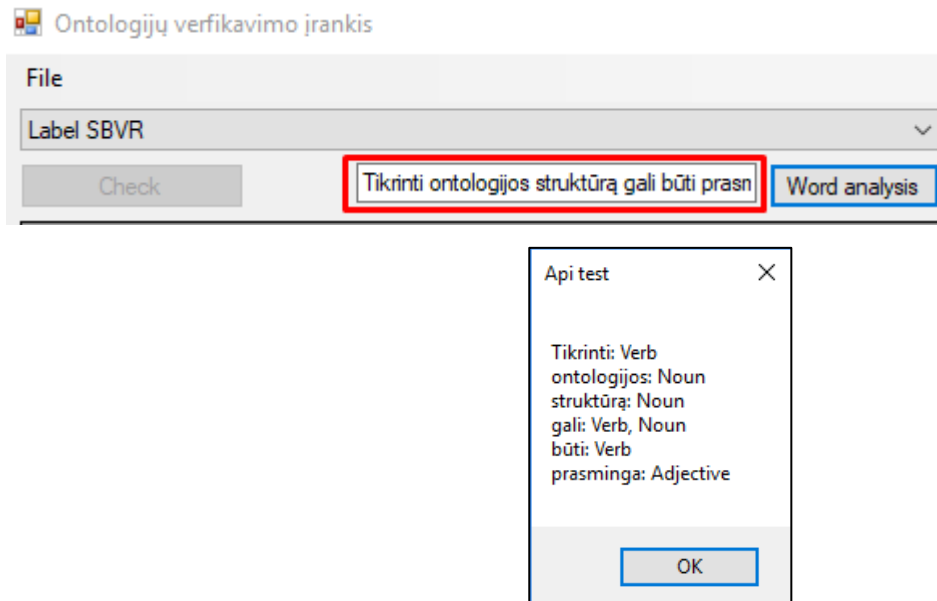 Ontologijų verfikavimo įrankis
File
Label SBVR
Check
Tikrinti ontologijos struktūrą gali būti prasm
Word analysis
Api test
Tikrinti: Verb
ontologijos: Noun
struktūrą: Noun
gali: Verb, Noun
būti: Verb
prasminga: Adjective
OK